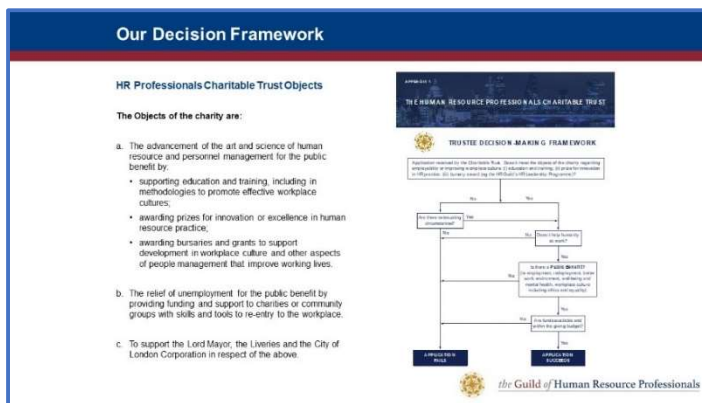 Our Decision Framework
HR Professionals Charitable Trust Objects
The Objects of the charity are:
a. The advancement of the art and science of human
resource and personnel management for the public
benefit by:
• supporting education and training, including in
methodologies to promote effective workplace
cultures;
• awarding prizes for innovation or excellence in human
resource practice;
• awarding bursaries and grants to support
development in workplace culture and other aspects
of people management that improve working lives.
b. The relief of unemployment for the public benefit by
providing funding and support to charities or community
groups with skills and tools to re-entry to the workplace.
c. To support the Lord Mayor, the Liveries and the City of
London Corporation in respect of the above.
THE HUMAN RESOURCE PROFESSIONALS CHARITABLE TRUST
TRUSTEE DECISION-MAKING FRAMEWORK
Is there a PUBLIC BENEFIT?
APPLICATION
FAILS
APPLICATION
SUCCEEDS
the Guild of Human Resource Professionals